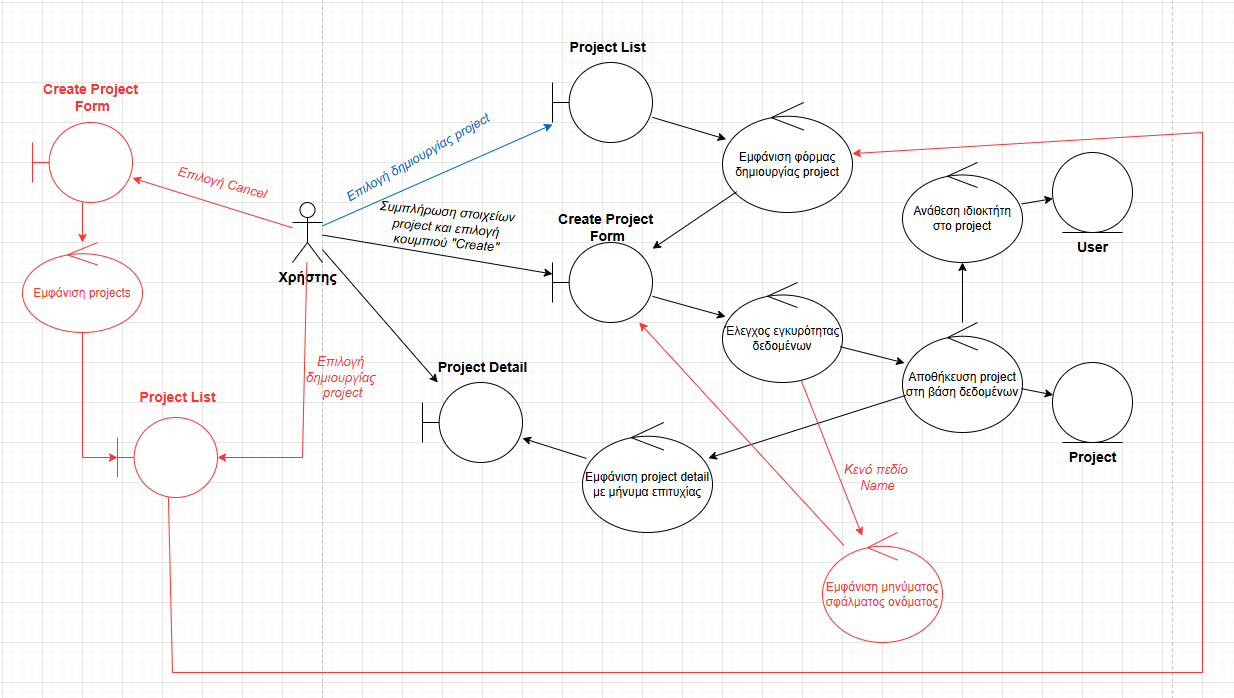 Project List
Create Project
Form
Επιλογή δημιουργίας project
Εμφάνιση φόρμας
δημιουργίας project
Επιλογή Cancel
Ανάθεση ιδιοκτήτη
στο project
User
Συμπλήρωση στοιχείων
project και επιλογή
κουμπιού "Create"
Create Project
Form
Χρήστης
Εμφάνιση projects
Έλεγχος εγκυρότητας
δεδομένων
Επιλογή
δημιουργίας
project
Project Detail
Αποθήκευση project
στη βάση δεδομένων
Project List
Project
Εμφάνιση project detail
με μήνυμα επιτυχίας
Κενό πεδίο
Name
Εμφάνιση μηνύματος
σφάλματος ονόματος